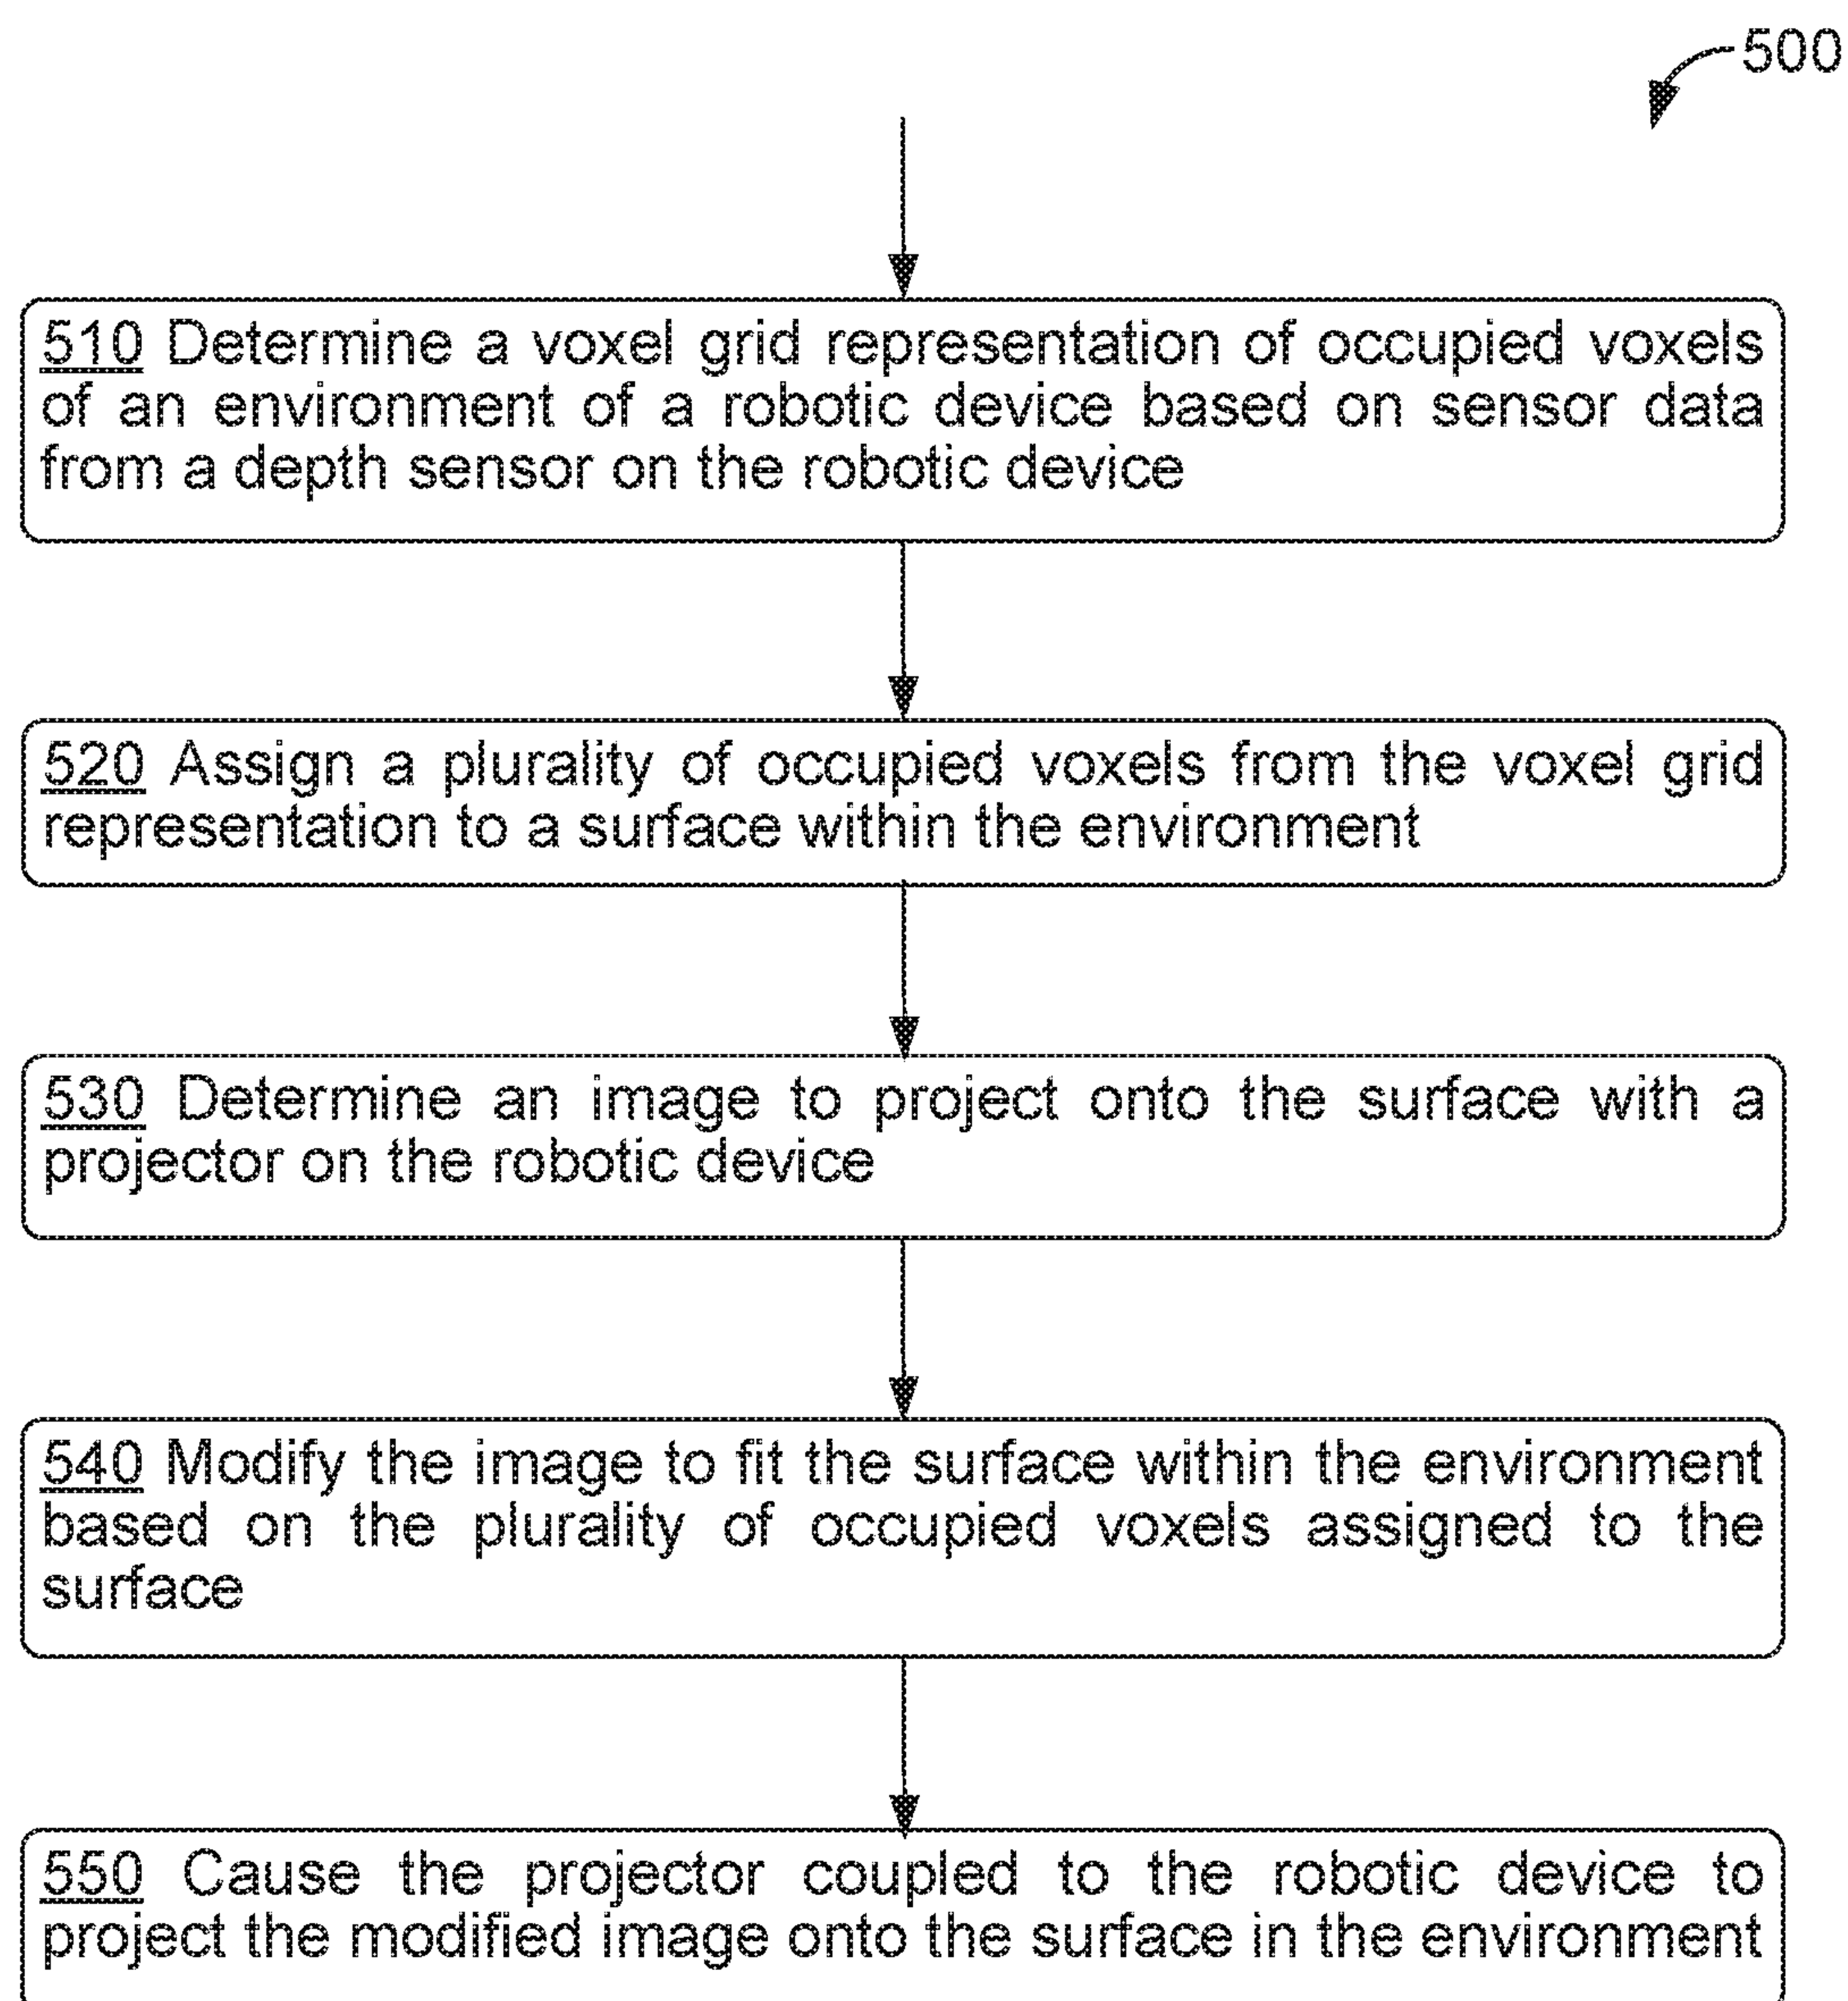 500
510 Determine a voxel grid representation of occupied voxels
of an environment of a robotic device based on sensor data
from a depth sensor on the robotic device
520 Assign a plurality of occupied voxels from the voxel grid
representation to a surface within the environment
530 Determine an image to project onto the surface with a
projector on the robotic device
540 Modify the image to fit the surface within the environment
based on the plurality of occupied voxels assigned to the
surface
550 Cause the projector coupled to the robotic device to
project the modified image onto the surface in the environment